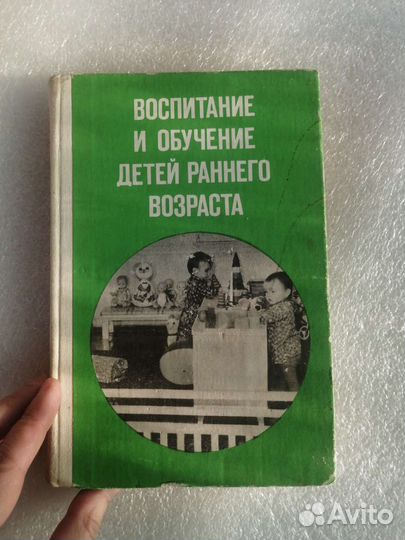 ВОСПИТАНИЕ
И ОБУЧЕНИЕ
ДЕТЕЙ РАННЕГО
ВОЗРАСТА
Avito